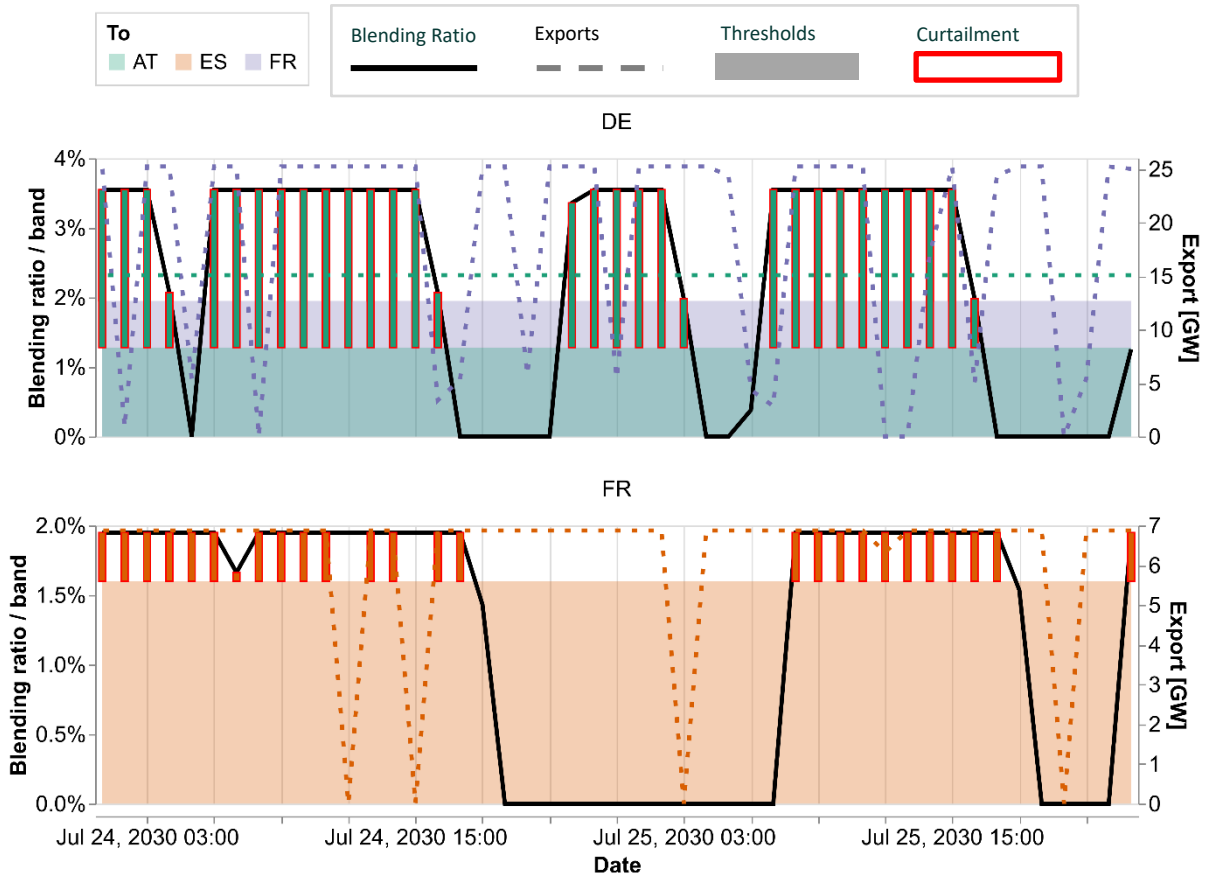 To
AT ES FR
Blending Ratio Exports Thresholds Curtailment
DE
Blending ratio / band
4%
3%
2%
1%
0%
25
20
15
10
5
0
Export [GW]
FR
Blending ratio / band
2.0%
1.5%
1.0%
0.5%
0.0%
7
6
5
4
3
2
1
0
Export [GW]
Jul 24, 2030 03:00 Jul 24, 2030 15:00 Jul 25, 2030 03:00 Jul 25, 2030 15:00
Date